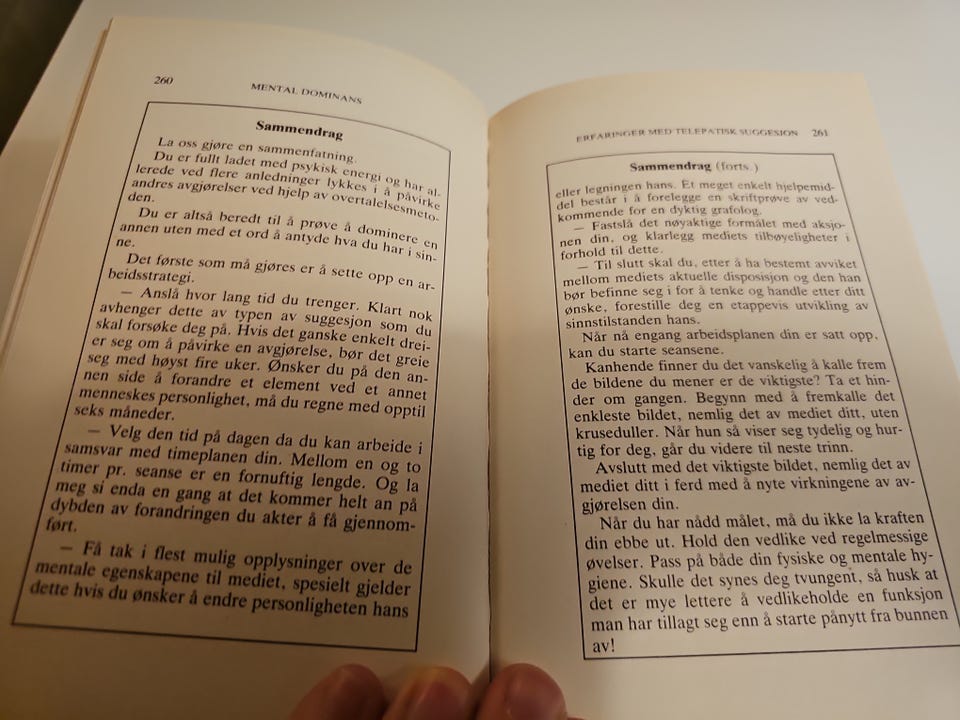 260
MENTAL DOMINANS
Sammendrag
La oss gjøre en sammenfatning.
Du er fullt ladet med psykisk energi og har al-
lerede ved flere anledninger lykkes i å påvirke
andres avgjørelser ved hjelp av overtalelsesmeto-
den.
Du er altså beredt til å prøve å dominere en
annen uten med et ord å antyde hva du har i sin-
ne.
Det første som må gjøres er å sette opp en ar-
beidsstrategi.
— Anslå hvor lang tid du trenger. Klart nok
avhenger dette av typen av suggesjon som du
skal forsøke deg på. Hvis det ganske enkelt drei-
er seg om å påvirke en avgjørelse, bør det greie
seg med høyst fire uker. Ønsker du på den an-
nen side å forandre et element ved et annet
menneskes personlighet, må du regne med opptil
seks måneder.
— Velg den tid på dagen da du kan arbeide i
samsvar med timeplanen din. Mellom en og to
timer pr. seanse er en fornuftig lengde. Og la
meg si enda en gang at det kommer helt an på
dybden av forandringen du akter å få gjennom-
ført.
— Få tak i flest mulig opplysninger over de
mentale egenskapene til mediet, spesielt gjelder
dette hvis du ønsker å endre personligheten hans
ERFARINGER MED TELEPATISK SUGGESJON 261
Sammendrag (forts.)
eller legningen hans. Et meget enkelt hjelpemid-
del består i å forelegge en skriftprøve av ved-
kommende for en dyktig grafolog.
— Fastslå det nøyaktige formålet med aksjo-
nen din, og klarlegg mediets tilbøyeligheter i
forhold til dette.
— Til slutt skal du, etter å ha bestemt avviket
mellom mediets aktuelle disposisjon og den han
bør befinne seg i for å tenke og handle etter ditt
ønske, forestille deg en etappevis utvikling av
sinnstilstanden hans.
Når nå engang arbeidsplanen din er satt opp,
kan du starte seansene.
Kanhende finner du det vanskelig å kalle frem
de bildene du mener er de viktigste? Ta et hin-
der om gangen. Begynn med å fremkalle det
enkleste bildet, nemlig det av mediet ditt, uten
kruseduller. Når hun så viser seg tydelig og hur-
tig for deg, går du videre til neste trinn.
Avslutt med det viktigste bildet, nemlig det av
mediet ditt i ferd med å nyte virkningene av av-
gjørelsen din.
Når du har nådd målet, må du ikke la kraften
din ebbe ut. Hold den vedlike ved regelmessige
øvelser. Pass på både din fysiske og mentale hy-
giene. Skulle det synes deg tvungent, så husk at
det er mye lettere å vedlikeholde en funksjon
man har tillagt seg enn å starte pånytt fra bunnen
av!